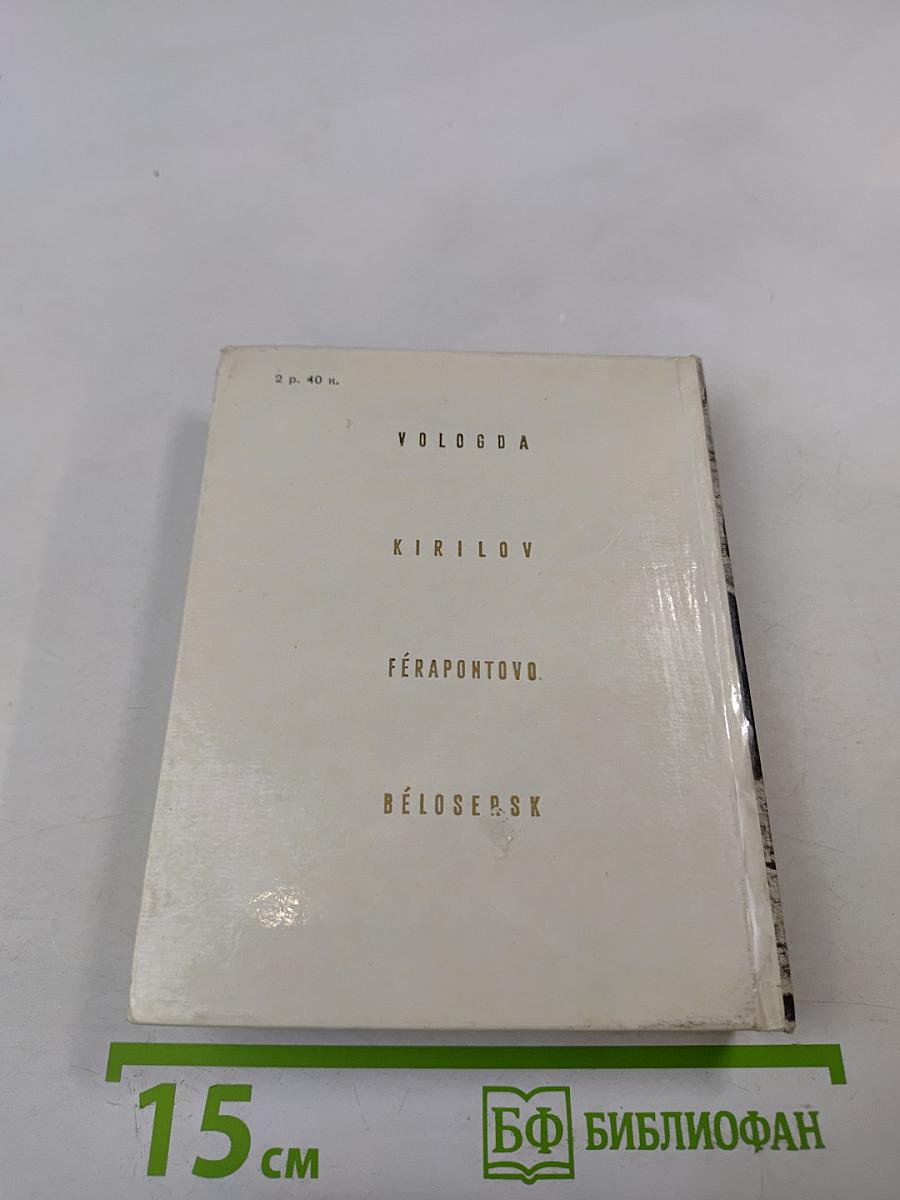 2 р. 40 к.
VOLOGDA
KIRILOV
FÉRAPONTOVO
BÉLOSERSK
15 см
БФ БИБЛИОФАН